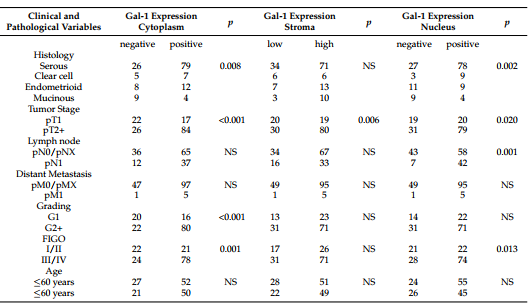 Clinical and Pathological Variables Gal-1 Expression Cytoplasm p Gal-1 Expression Stroma p Gal-1 Expression Nucleus p
negative positive low high negative positive
Histology
Serous 26 79 0.008 34 71 NS 27 78 0.002
Clear cell 5 7 6 6 3 9
Endometrioid 8 12 7 13 11 9
Mucinous 9 4 3 10 9 4
Tumor Stage
pT1 22 17 <0.001 20 19 0.006 19 20 0.020
pT2+ 26 84 30 80 31 79
Lymph node
pN0/pNX 36 65 NS 34 67 NS 43 58 0.001
pN1 12 37 16 33 7 42
Distant Metastasis
pM0/pMX 47 97 NS 49 95 NS 49 95 NS
pM1 1 5 1 5 1 5
Grading
G1 20 16 <0.001 13 23 NS 14 22 NS
G2+ 22 80 31 71 31 71
FIGO
I/II 22 21 0.001 17 26 NS 21 22 0.013
III/IV 24 78 31 71 28 74
Age
≤60 years 27 52 NS 28 51 NS 24 55 NS
≤60 years 21 50 22 49 26 45